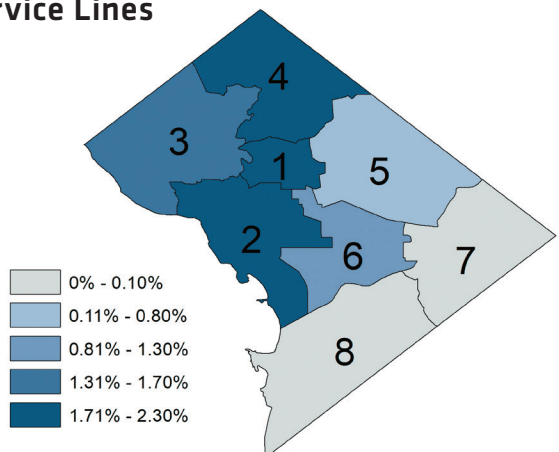 rvice Lines
4
3
1
5
2
6
7
8
0% - 0.10%
0.11% - 0.80%
0.81% - 1.30%
1.31% - 1.70%
1.71% - 2.30%